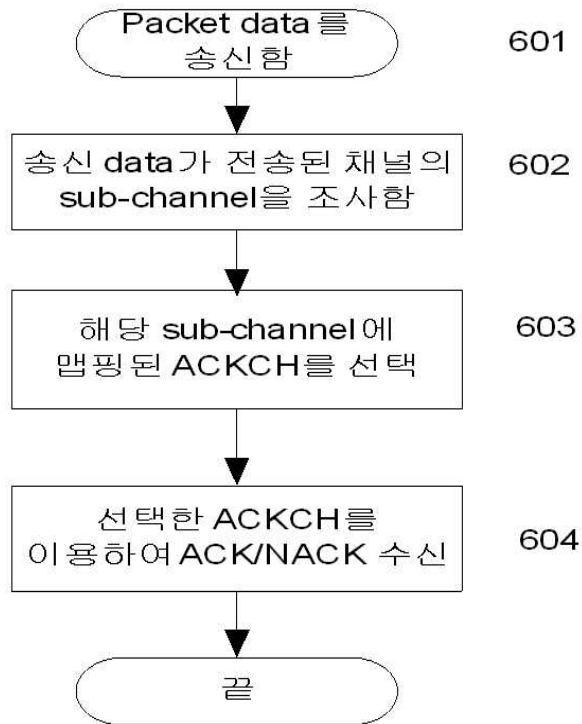 Packet data를
송신함
601
송신 data가 전송된 채널의
sub-channel을 조사함
602
해당 sub-channel에
맵핑된 ACKCH를 선택
603
선택한 ACKCH를
이용하여 ACK/NACK 수신
604
끝